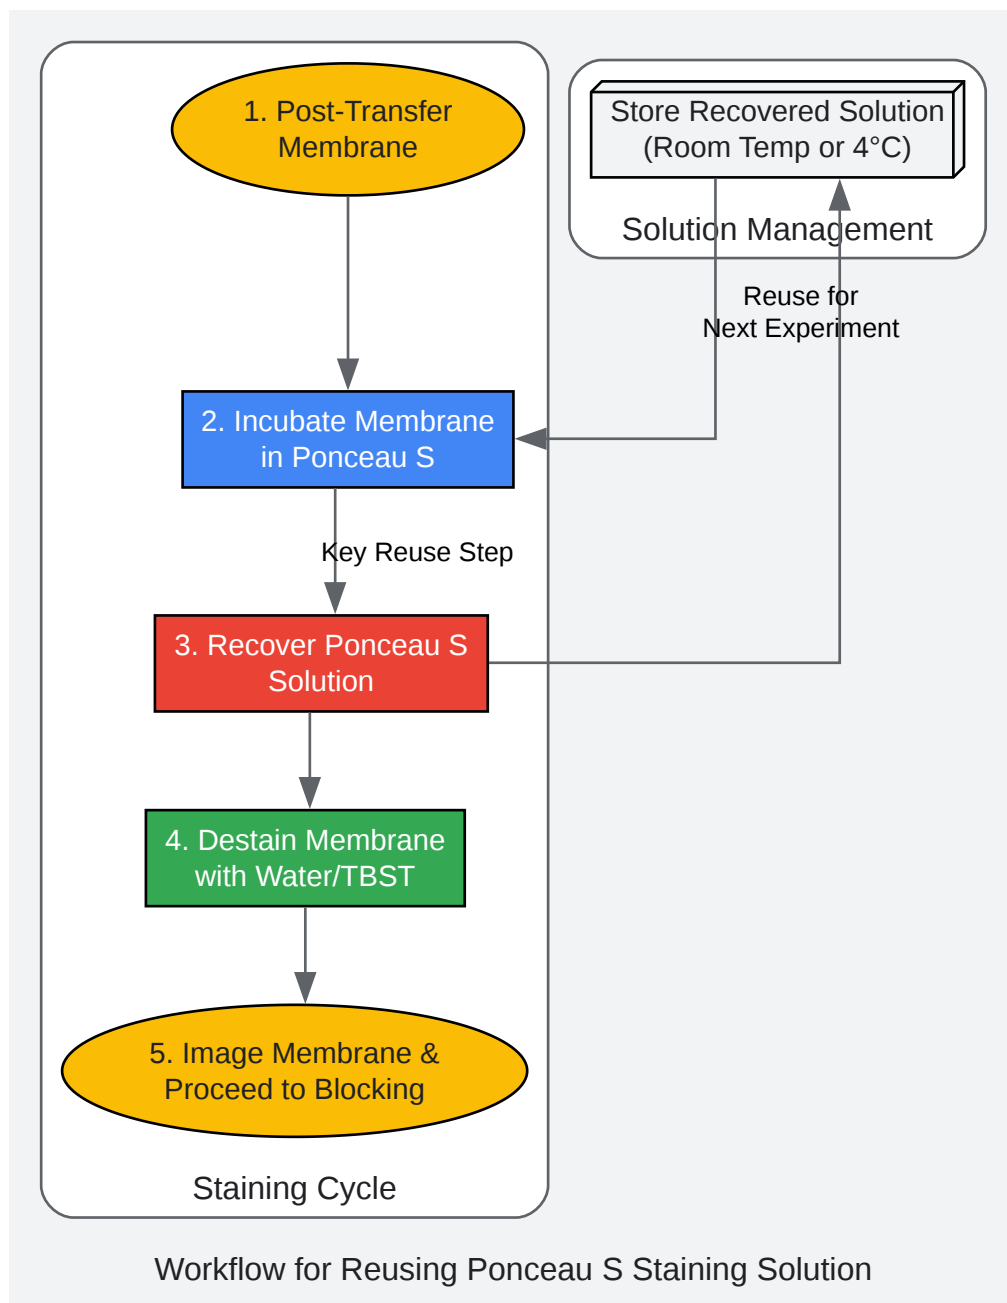 1. Post-Transfer
Membrane
Store Recovered Solution
(Room Temp or 4°C)
Solution Management
Reuse for
Next Experiment
2. Incubate Membrane
in Ponceau S
Key Reuse Step
3. Recover Ponceau S
Solution
4. Destain Membrane
with Water/TBST
5. Image Membrane &
Proceed to Blocking
Staining Cycle
Workflow for Reusing Ponceau S Staining Solution